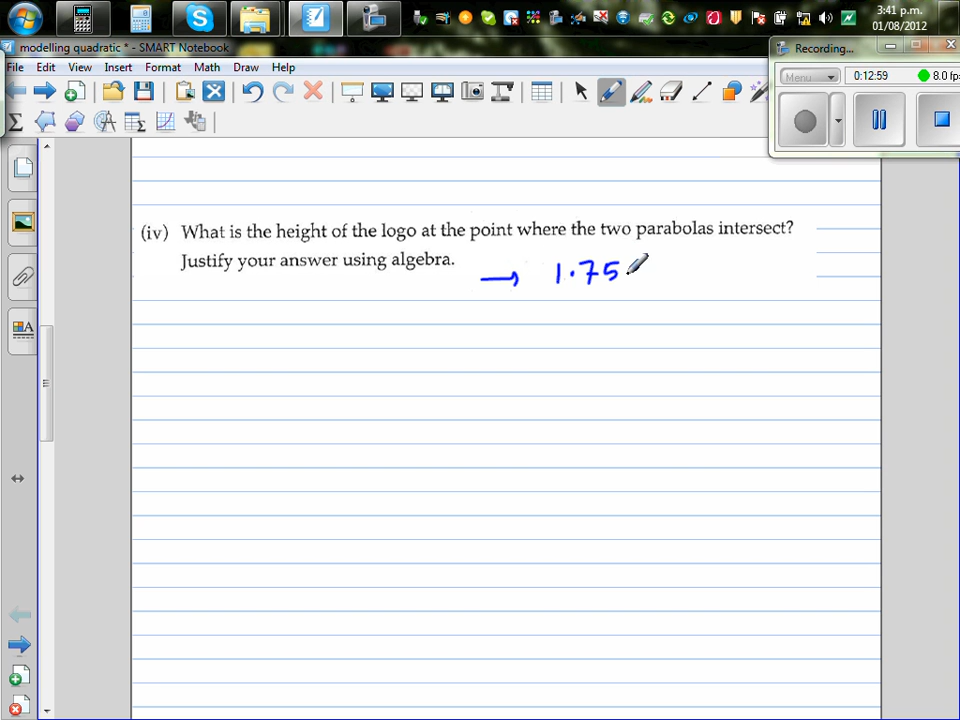 3:41 p.m.
01/08/2012
modelling quadratic * - SMART Notebook
Recording...
File Edit View Insert Format Math Draw Help
Menu
0:12:59
8.0 fp
(iv) What is the height of the logo at the point where the two parabolas intersect?
Justify your answer using algebra.
→ 1.75